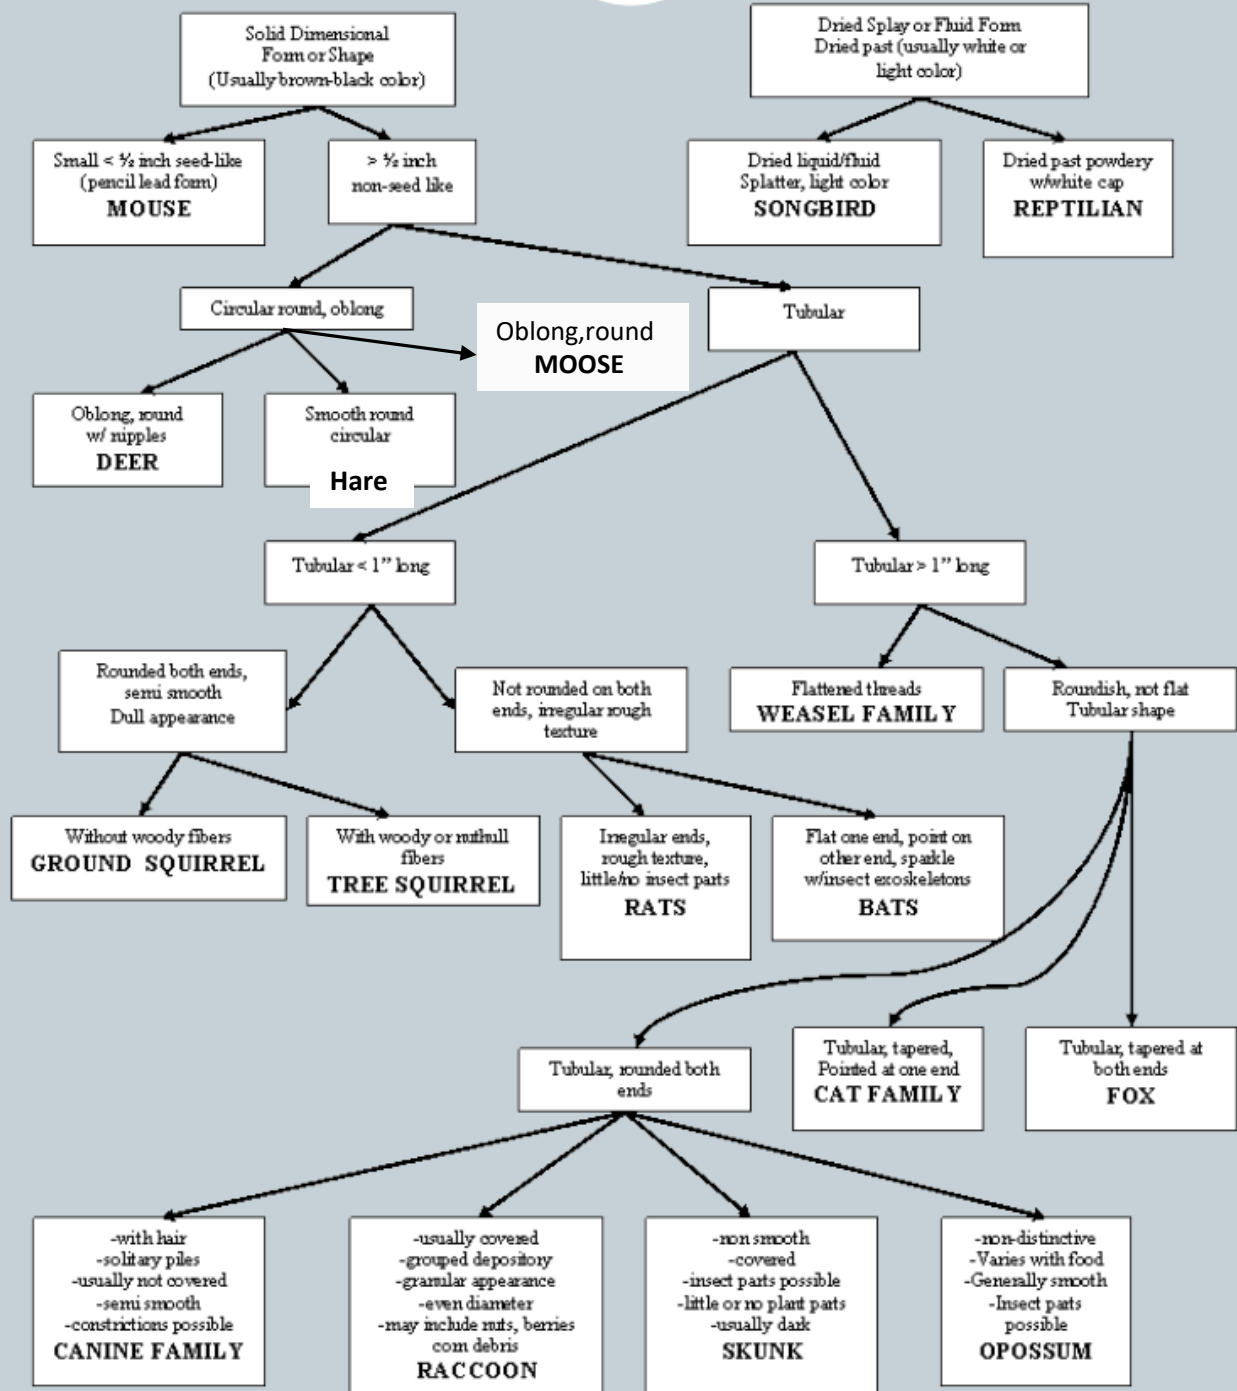 Solid Dimensional
Form or Shape
(Usually brown-black color)
Dried Splay or Fluid Form
Dried past (usually white or
light color)
Small < ½ inch seed-like
(pencil lead form)
MOUSE
> ½ inch
non-seed like
Dried liquid/fluid
Splatter, light color
SONGBIRD
Dried past powdery
w/white cap
REPTILIAN
Circular round, oblong
Oblong,round
MOOSE
Tubular
Oblong, round
w/ nipples
DEER
Smooth round
circular
Hare
Tubular < 1” long
Tubular > 1” long
Rounded both ends,
semi smooth
Dull appearance
Not rounded on both
ends, irregular rough
texture
Flattened threads
WEASEL FAMILY
Roundish, not flat
Tubular shape
Without woody fibers
GROUND SQUIRREL
With woody or nuthull
fibers
TREE SQUIRREL
Irregular ends,
rough texture,
little/no insect parts
RATS
Flat one end, point on
other end, sparkle
w/insect exoskeletons
BATS
Tubular, rounded both
ends
Tubular, tapered,
Pointed at one end
CAT FAMILY
Tubular, tapered at
both ends
FOX
-with hair
-solitary piles
-usually not covered
-semi smooth
-constrictions possible
CANINE FAMILY
-usually covered
-grouped depository
-granular appearance
-even diameter
-may include nuts, berries
corn debris
RACCOON
-non smooth
-covered
-insect parts possible
-little or no plant parts
-usually dark
SKUNK
-non-distinctive
-Varies with food
-Generally smooth
-Insect parts
possible
OPOSSUM